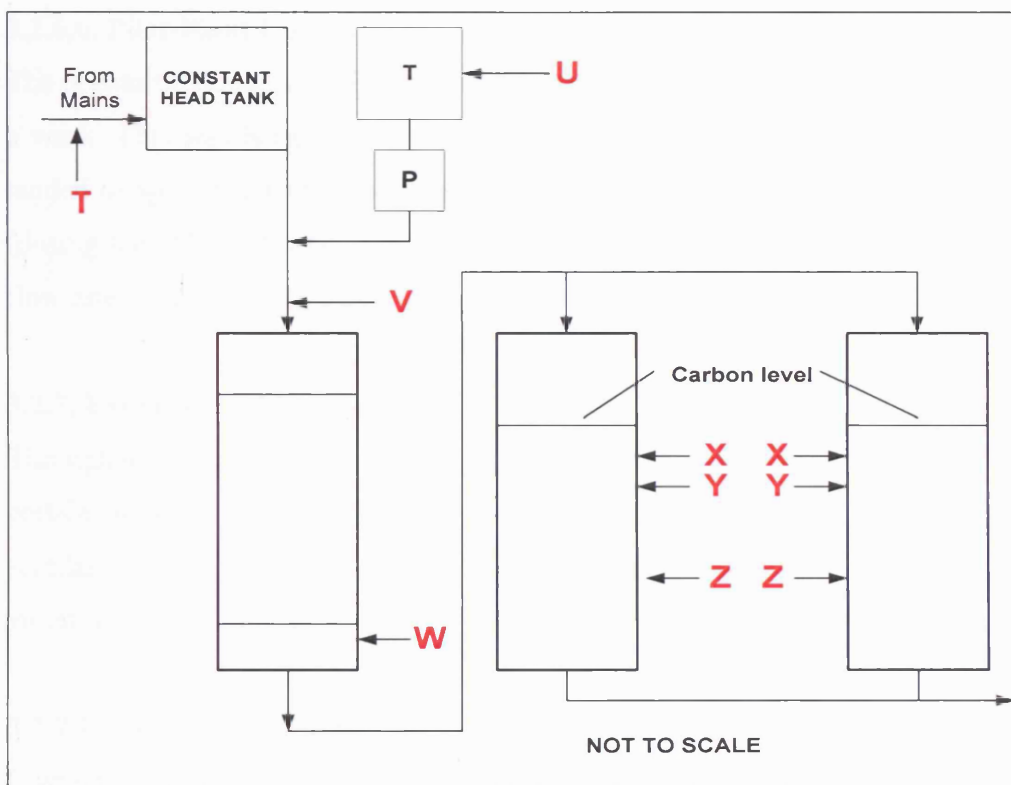 From
Mains
CONSTANT
HEAD TANK
T
U
P
T
V
Carbon level
X X
Y Y
Z Z
W
NOT TO SCALE